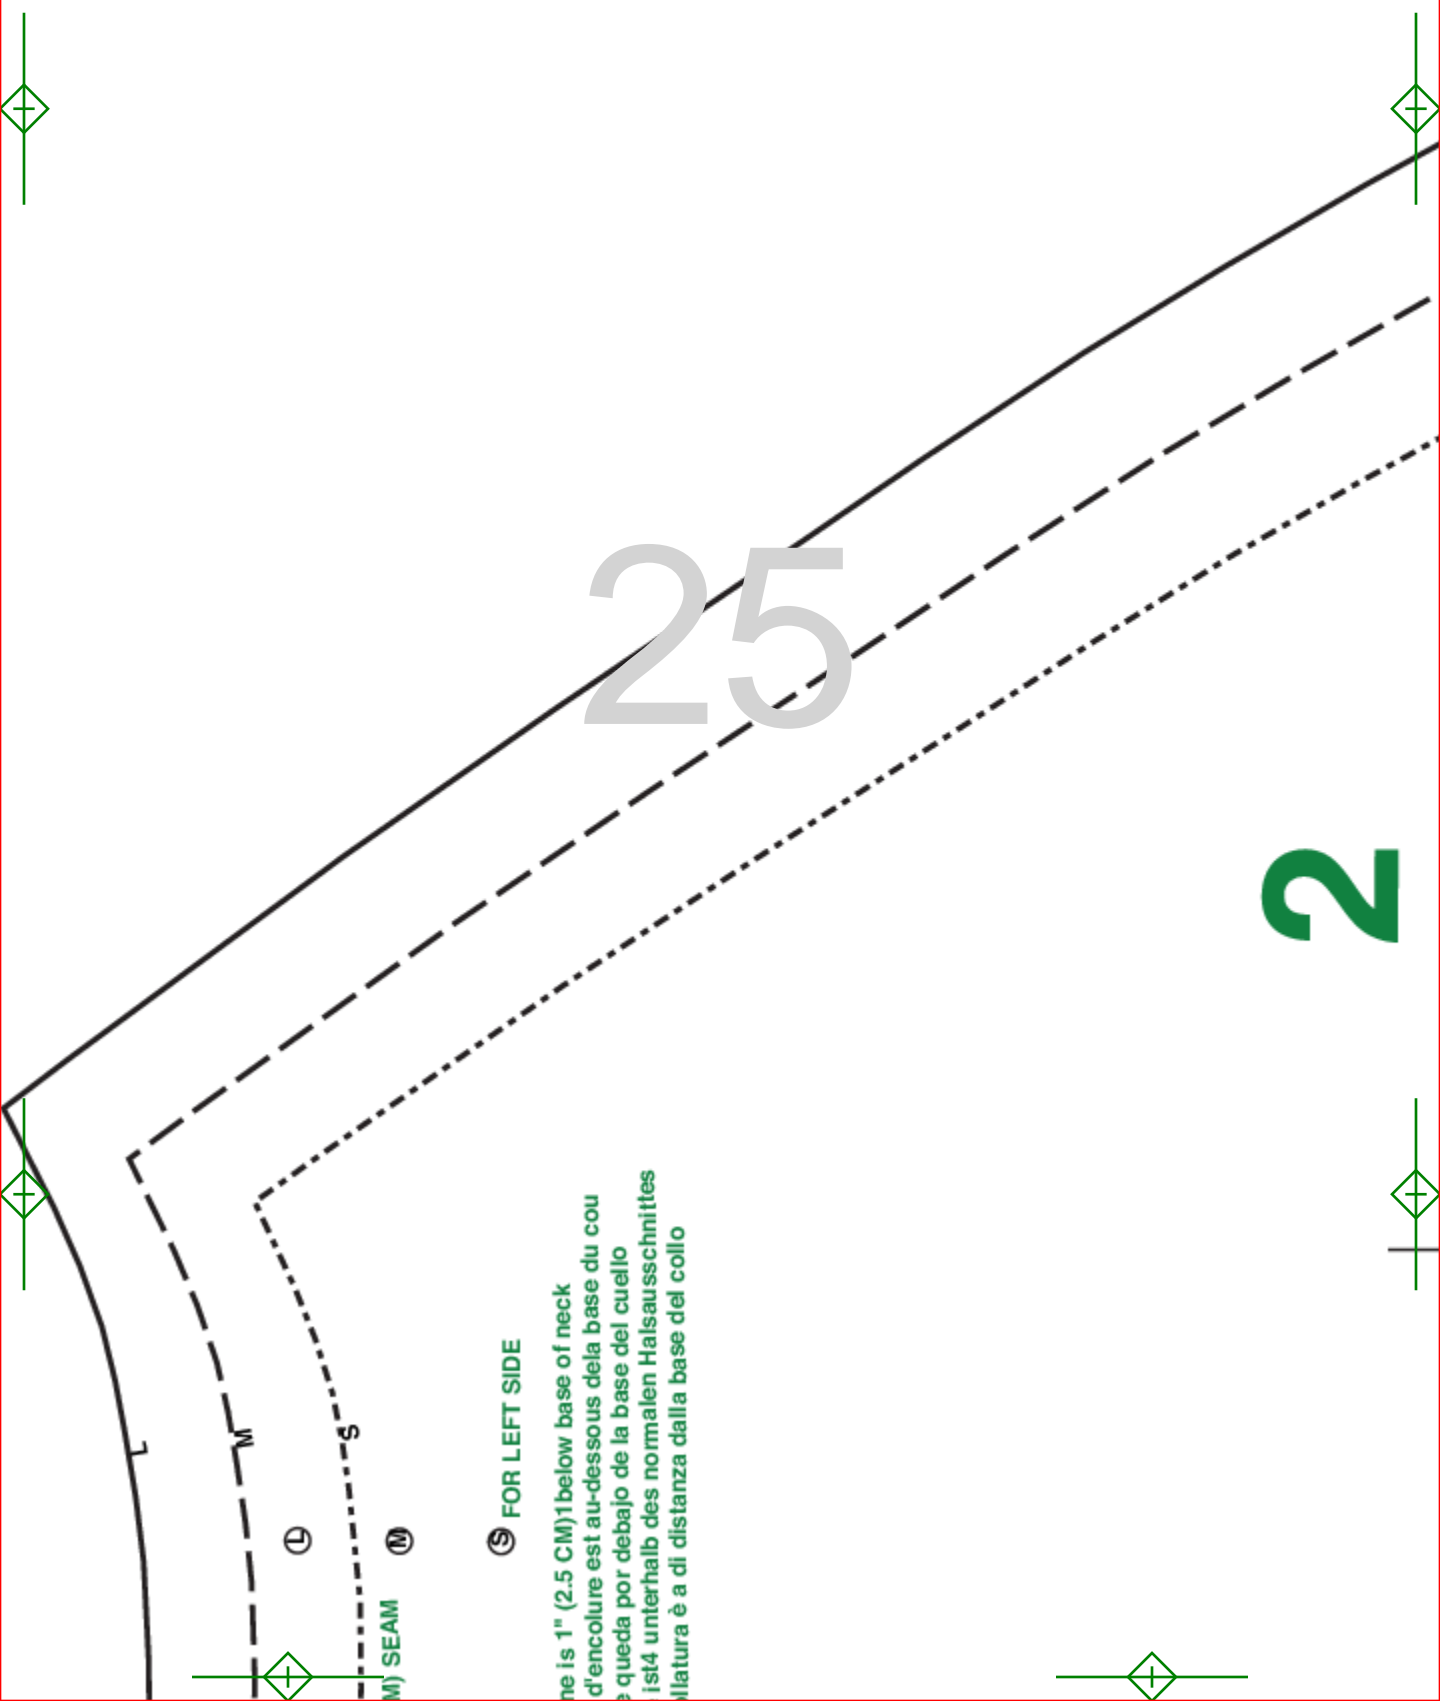 25
2
L
M
S
L
M
S
FOR LEFT SIDE
M) SEAM
ne is 1" (2.5 CM)1below base of neck
d'encolure est au-dessous dela base du cou
e queda por debajo de la base del cuello
ist4 unterhalb des normalen Halsausschnittes
ollatura è a di distanza dalla base del collo